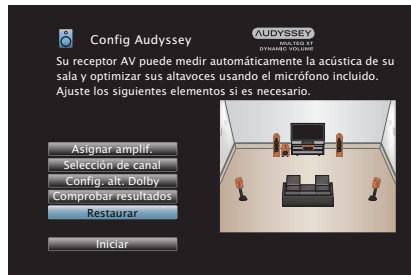 Config Audyssey
AUDYSSEY
MULTEQ XT
DYNAMIC VOLUME
Su receptor AV puede medir automáticamente la acústica de su
sala y optimizar sus altavoces usando el micrófono incluido.
Ajuste los siguientes elementos si es necesario.
Asignar amplif.
Selección de canal
Config. alt. Dolby
Comprobar resultados
Restaurar
Iniciar